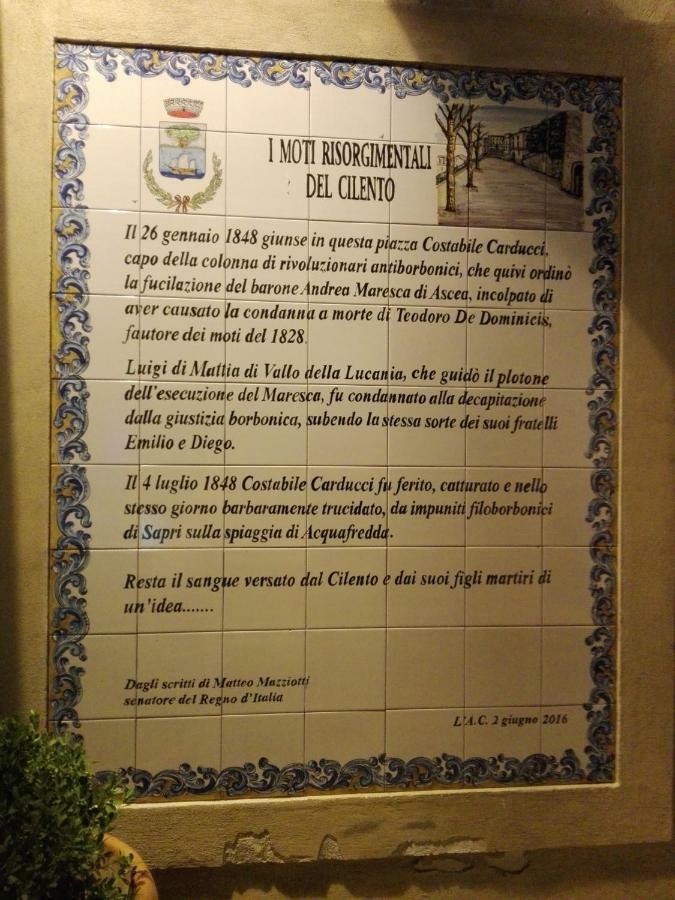 I MOTI RISORGIMENTALI
DEL CILENTO
Il 26 gennaio 1848 giunse in questa piazza Costabile Carducci,
capo della colonna di rivoluzionari antiborbonici, che quivi ordinò
la fucilazione del barone Andrea Maresca di Ascea, incolpato di
aver causato la condanna a morte di Teodoro De Dominicis,
fautore dei moti del 1828.
Luigi di Mattia di Vallo della Lucania, che guidò il plotone
dell'esecuzione del Maresca, fu condannato alla decapitazione
dalla giustizia borbonica, subendo la stessa sorte dei suoi fratelli
Emilio e Diego.
Il 4 luglio 1848 Costabile Carducci fu ferito, catturato e nello
stesso giorno barbaramente trucidato, da impuniti filoborbonici
di Sapri sulla spiaggia di Acquafredda.
Resta il sangue versato dal Cilento e dai suoi figli martiri di
un'idea.......
Dagli scritti di Matteo Mazziotti
senatore del Regno d'Italia
L'A.C. 2 giugno 2016